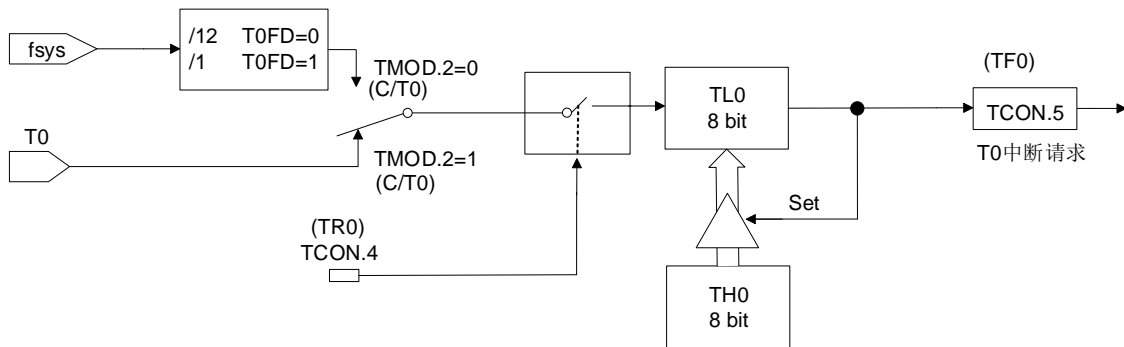 fsys
/12 T0FD=0
/1 T0FD=1
TMOD.2=0
(C/T0)
T0
TMOD.2=1
(C/T0)
(TR0)
TCON.4
TL0
8 bit
Set
TH0
8 bit
(TF0)
TCON.5
T0中断请求